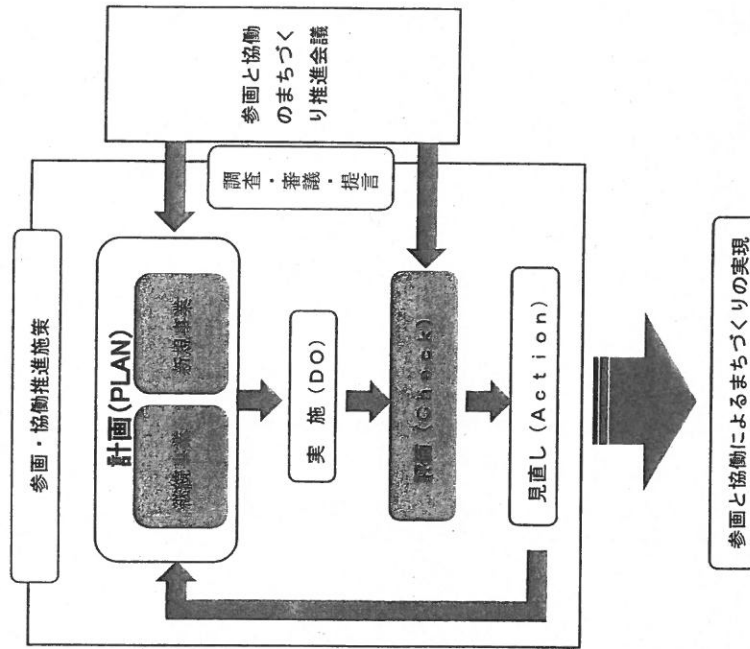 参画・協働推進施策
計画(PLAN)
継続事業
新規事業
実 施 (DO)
評価 (Check)
見直し (Action)
調査・審議・提言
参画と協働
のまちづく
り推進会議
参画と協働によるまちづくりの実現